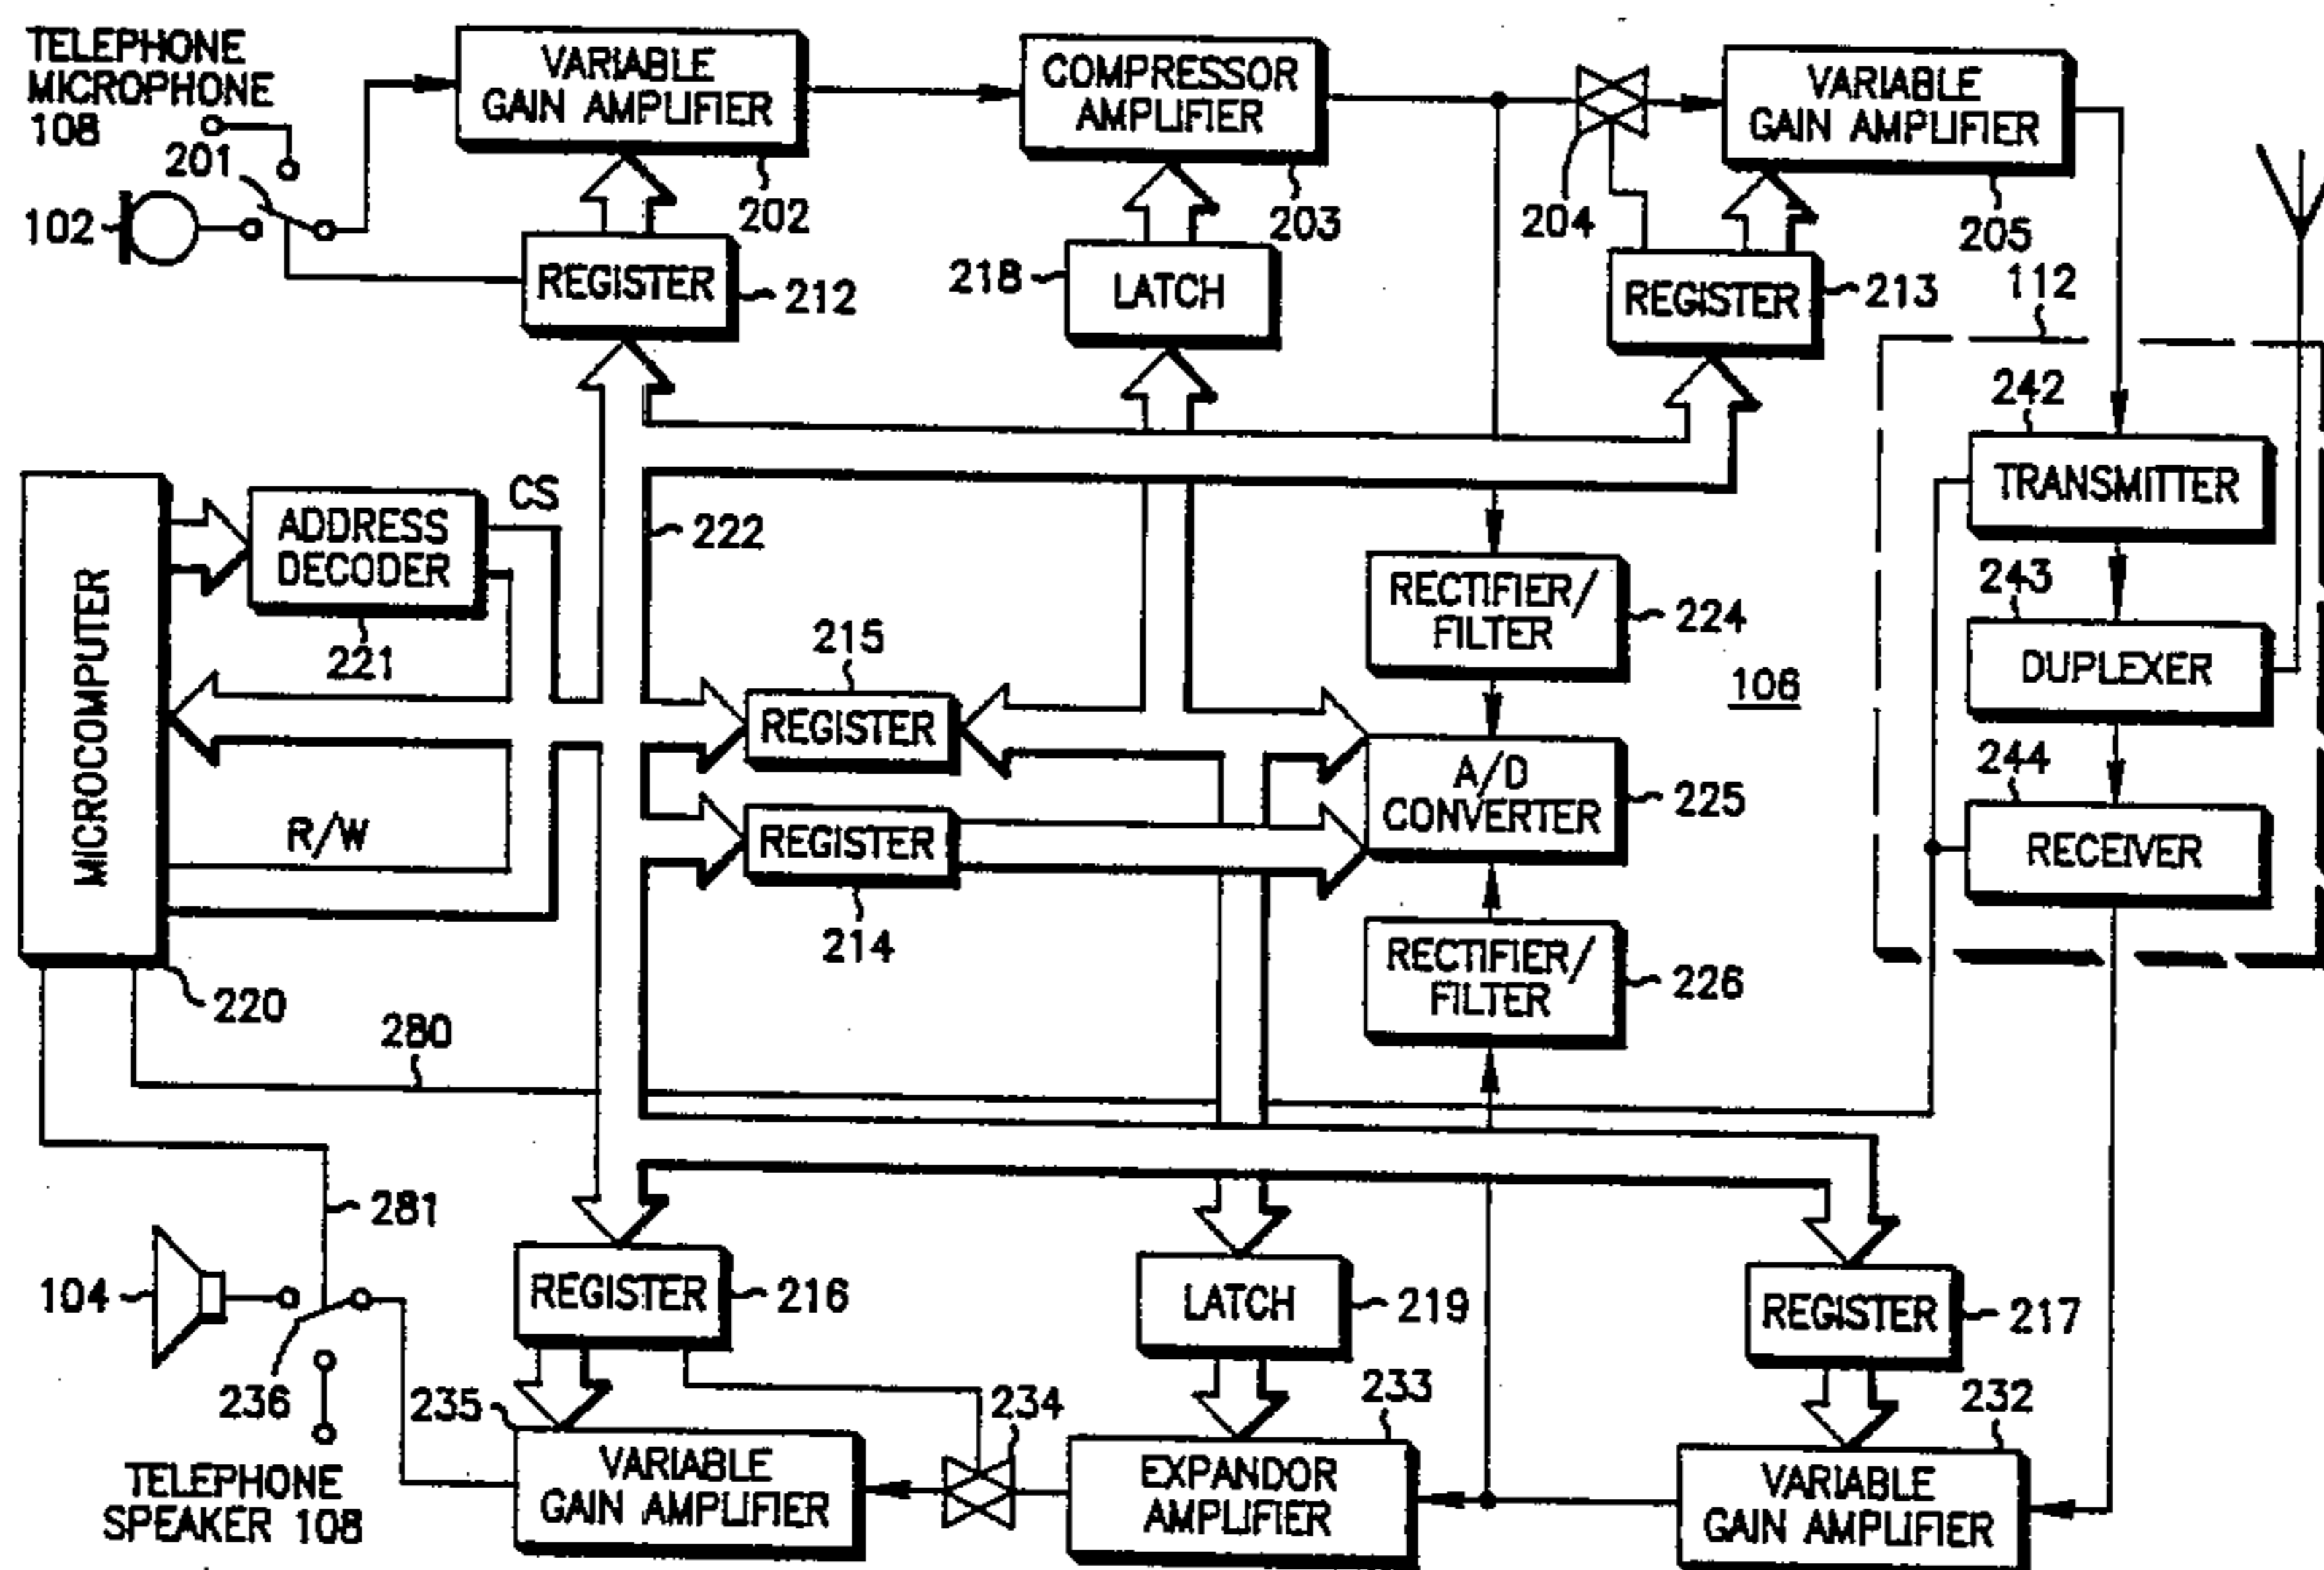 TELEPHONE
MICROPHONE
108
201
102
VARIABLE
GAIN AMPLIFIER
202
COMPRESSOR
AMPLIFIER
203
204
VARIABLE
GAIN AMPLIFIER
205
REGISTER
212
218
LATCH
REGISTER
213
112
242
TRANSMITTER
243
DUPLEXER
244
RECEIVER
MICROCOMPUTER
220
ADDRESS
DECODER
221
CS
R/W
222
215
REGISTER
REGISTER
214
RECTIFIER/
FILTER
224
106
A/D
CONVERTER
225
RECTIFIER/
FILTER
226
280
281
104
236
TELEPHONE
SPEAKER 108
REGISTER
216
LATCH
219
REGISTER
217
235
VARIABLE
GAIN AMPLIFIER
234
233
EXPANDOR
AMPLIFIER
232
VARIABLE
GAIN AMPLIFIER